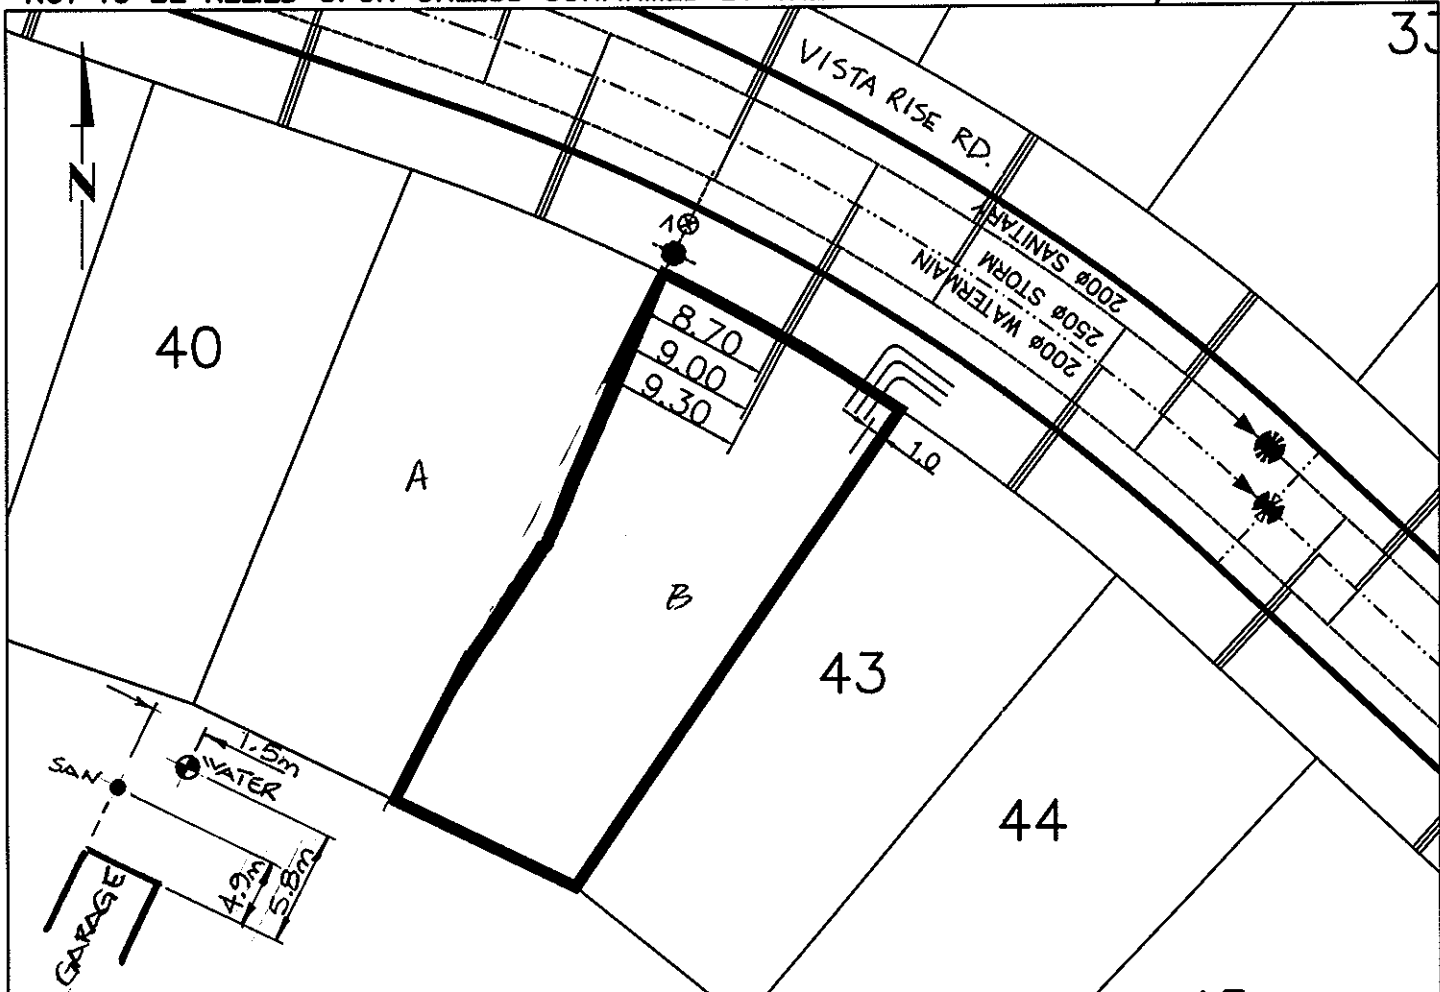 N
VISTA RISE RD.
33
200ø SANITARY
250ø STORM
200ø WATERMAIN
V
40
8.70
9.00
9.30
1.0
A
B
43
44
1.5m
SAN
WATER
4.9m
5.8m
GARAGE